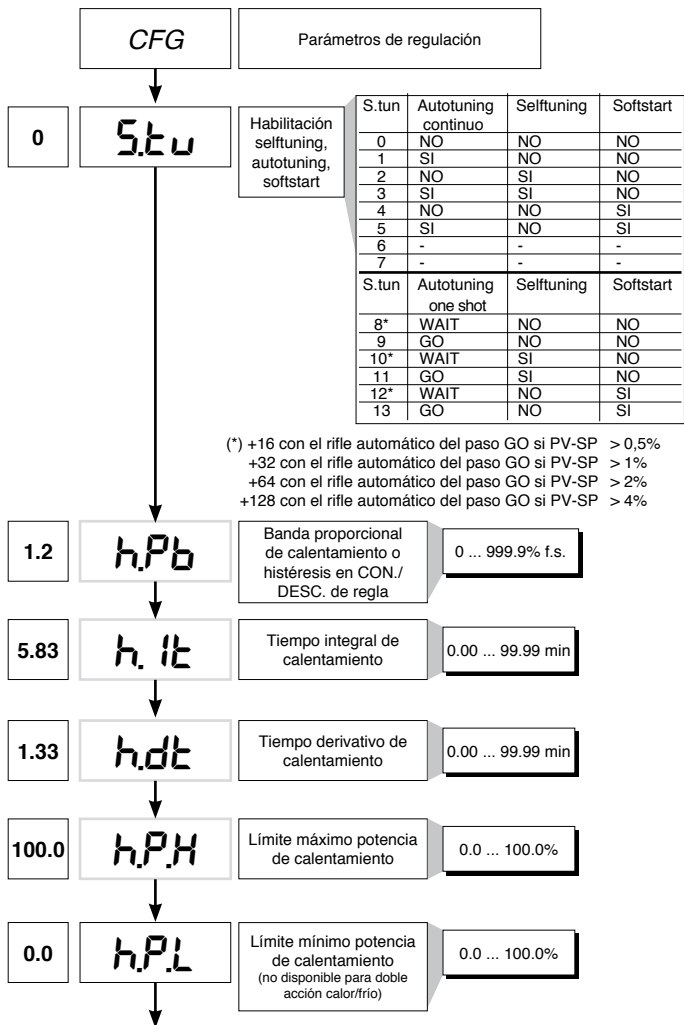 CFG
Parámetros de regulación
0
S.tu
Habilitación
selftuning,
autotuning,
softstart
S.tun Autotuning continuo Selftuning Softstart
0 NO NO NO
1 SI NO NO
2 NO SI NO
3 SI SI NO
4 NO NO SI
5 SI NO SI
6 - - -
7 - - -
S.tun Autotuning one shot Selftuning Softstart
8* WAIT NO NO
9 GO NO NO
10* WAIT SI NO
11 GO SI NO
12* WAIT NO SI
13 GO NO SI
(*) +16 con el rifle automático del paso GO si PV-SP > 0,5%
+32 con el rifle automático del paso GO si PV-SP > 1%
+64 con el rifle automático del paso GO si PV-SP > 2%
+128 con el rifle automático del paso GO si PV-SP > 4%
1.2
h.Pb
Banda proporcional
de calentamiento o
histéresis en CON./
DESC. de regla
0 ... 999.9% f.s.
5.83
h.It
Tiempo integral de
calentamiento
0.00 ... 99.99 min
1.33
h.dt
Tiempo derivativo de
calentamiento
0.00 ... 99.99 min
100.0
h.P.H
Límite máximo potencia
de calentamiento
0.0 ... 100.0%
0.0
h.P.L
Límite mínimo potencia
de calentamiento
(no disponible para doble
acción calor/frío)
0.0 ... 100.0%